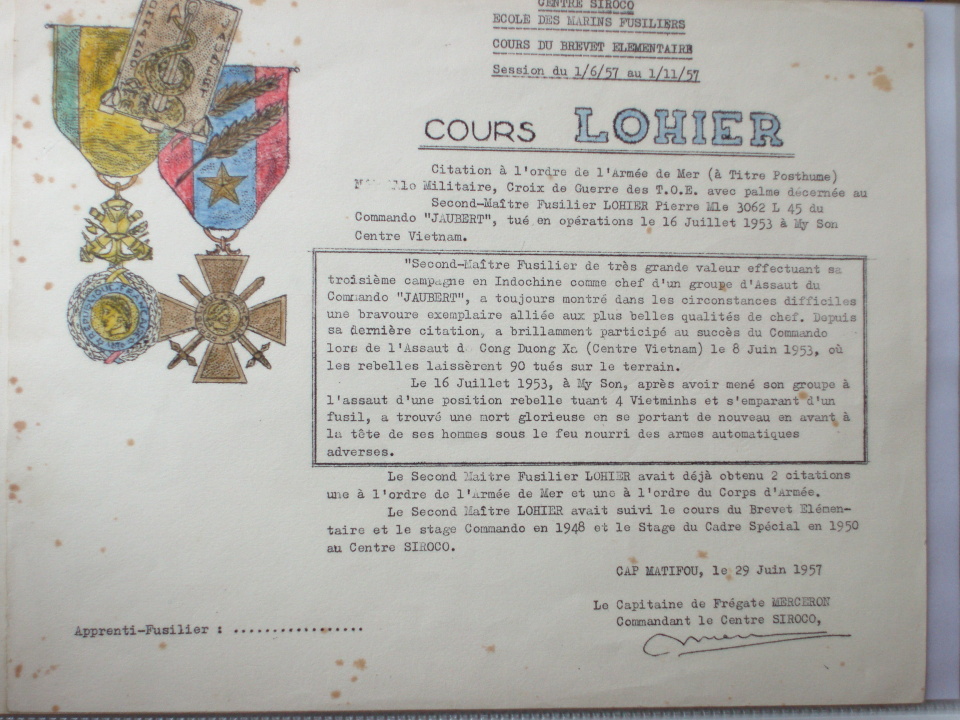 CENTRE SIROCO
ECOLE DES MARINS FUSILIERS
COURS DU BREVET ELEMENTAIRE
Session du 1/6/57 au 1/11/57
COURS LOHIER
Citation à l'ordre de l'Armée de Mer (à Titre Posthume)
Militaire, Croix de Guerre des T.O.E. avec palme décernée au
Second-Maître Fusilier LOHIER Pierre Mle 3062 L 45 du
Commando "JAUBERT", tué en opérations le 16 Juillet 1953 à My Son
Centre Vietnam.
"Second-Maître Fusilier de très grande valeur effectuant sa
troisième campagne en Indochine comme chef d'un groupe d'Assaut du
Commando "JAUBERT", a toujours montré dans les circonstances difficiles
une bravoure exemplaire alliée aux plus belles qualités de chef. Depuis
sa dernière citation, a brillamment participé au succès du Commando
lors de l'Assaut d Cong Duong Xa (Centre Vietnam) le 8 Juin 1953, où
les rebelles laissèrent 90 tués sur le terrain.
Le 16 Juillet 1953, à My Son, après avoir mené son groupe à
l'assaut d'une position rebelle tuant 4 Vietminhs et s'emparant d'un
fusil, a trouvé une mort glorieuse en se portant de nouveau en avant à
la tête de ses hommes sous le feu nourri des armes automatiques
adverses.
Le Second Maitre Fusilier LOHIER avait déjà obtenu 2 citations
une à l'ordre de l'Armée de Mer et une à l'ordre du Corps d'Armée.
Le Second Maître LOHIER avait suivi le cours du Brevet Elémen-
taire et le stage Commando en 1948 et le Stage du Cadre Spécial en 1950
au Centre SIROCO.
CAP MATIFOU, le 29 Juin 1957
Le Capitaine de Frégate MERCERON
Commandant le Centre SIROCO,
Apprenti-Fusilier : ..................